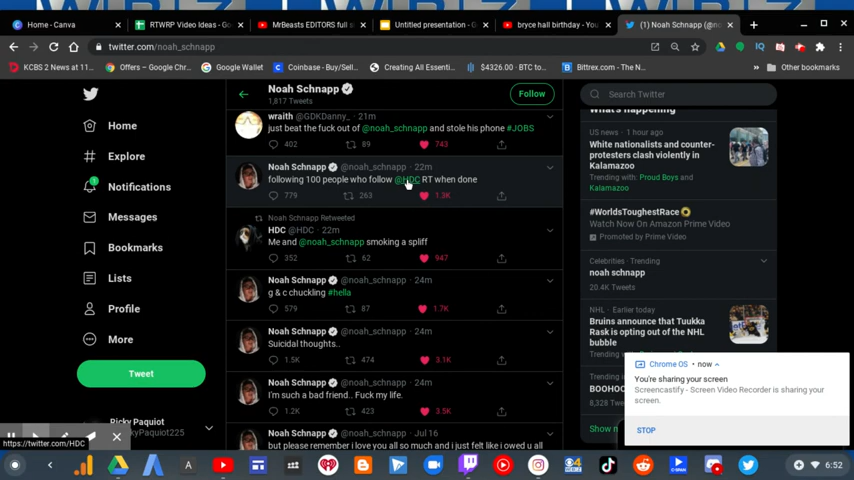 Home - Canva
RTWRP Video Ideas - Go
MrBeasts EDITORS full s
Untitled presentation - G
bryce hall birthday - You
(1) Noah Schnapp (@no
twitter.com/noah_schnapp
KCBS 2 News at 11...
Offers – Google Chr...
Google Wallet
Coinbase - Buy/Sell...
Creating All Essenti...
$4326.00 - BTC to...
Bittrex.com - The N...
Other bookmarks
Home
Explore
1
Notifications
Messages
Bookmarks
Lists
Profile
More
Tweet
Ricky Paquiot
https://twitter.com/HDC
Noah Schnapp
1,817 Tweets
Follow
wraith @GDKDanny_ · 21m
just beat the fuck out of @noah_schnapp and stole his phone #JOBS
402 89 743
Noah Schnapp @noah_schnapp · 22m
following 100 people who follow @HDC RT when done
779 263 1.3K
Noah Schnapp Retweeted
HDC @HDC · 22m
Me and @noah_schnapp smoking a spliff
352 62 947
Noah Schnapp @noah_schnapp · 24m
g & c chuckling #hella
579 87 1.7K
Noah Schnapp @noah_schnapp · 24m
Suicidal thoughts..
1.5K 474 3.1K
Noah Schnapp @noah_schnapp · 24m
I'm such a bad friend.. Fuck my life.
1.2K 423 3.5K
Noah Schnapp @noah_schnapp · Jul 16
but please remember i love you all so much and i just felt like i owed u all
Search Twitter
What's happening
US news · 1 hour ago
White nationalists and counter-
protesters clash violently in
Kalamazoo
Trending with: Proud Boys and
Kalamazoo
#WorldsToughestRace
Watch Now On Amazon Prime Video
Promoted by Prime Video
Celebrities · Trending
noah schnapp
20.4K Tweets
NHL · Earlier today
Bruins announce that Tuukka
Rask is opting out of the NHL
bubble
Trending
BOOHOO
8,328 Twe
Show
Chrome OS • now
You're sharing your screen
Screencastify - Screen Video Recorder is sharing your
screen.
STOP
6:52